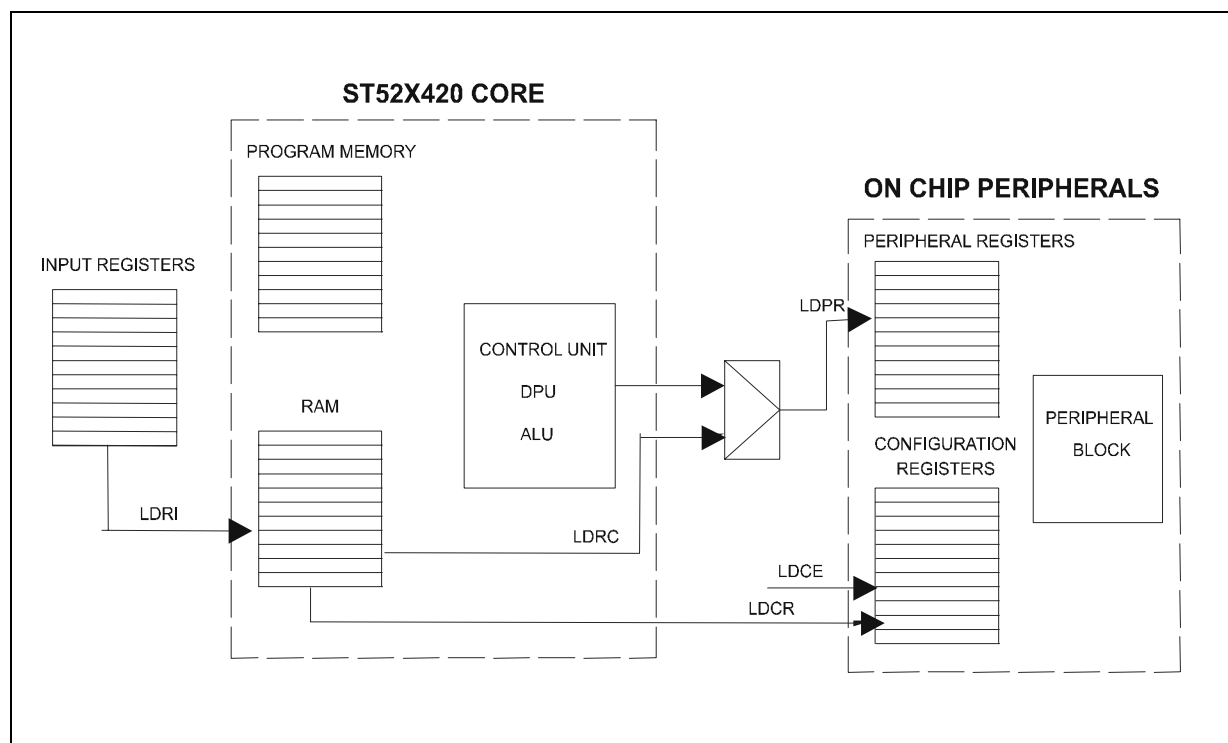 ST52X420 CORE
PROGRAM MEMORY
ON CHIP PERIPHERALS
PERIPHERAL REGISTERS
INPUT REGISTERS
LDPR
CONTROL UNIT
DPU
ALU
RAM
PERIPHERAL
BLOCK
CONFIGURATION
REGISTERS
LDRI
LDRC
LDCE
LDCR